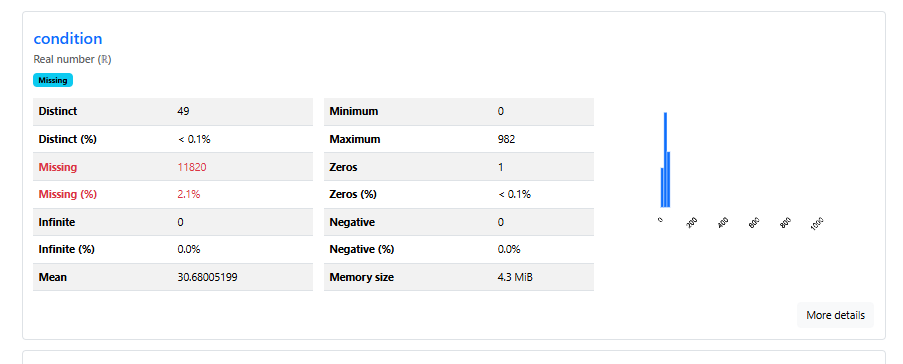 condition
Real number (ℝ)
Missing
Distinct 49
Distinct (%) < 0.1%
Missing 11820
Missing (%) 2.1%
Infinite 0
Infinite (%) 0.0%
Mean 30.68005199
Minimum 0
Maximum 982
Zeros 1
Zeros (%) < 0.1%
Negative 0
Negative (%) 0.0%
Memory size 4.3 MiB
0 200 400 600 800 1000
More details